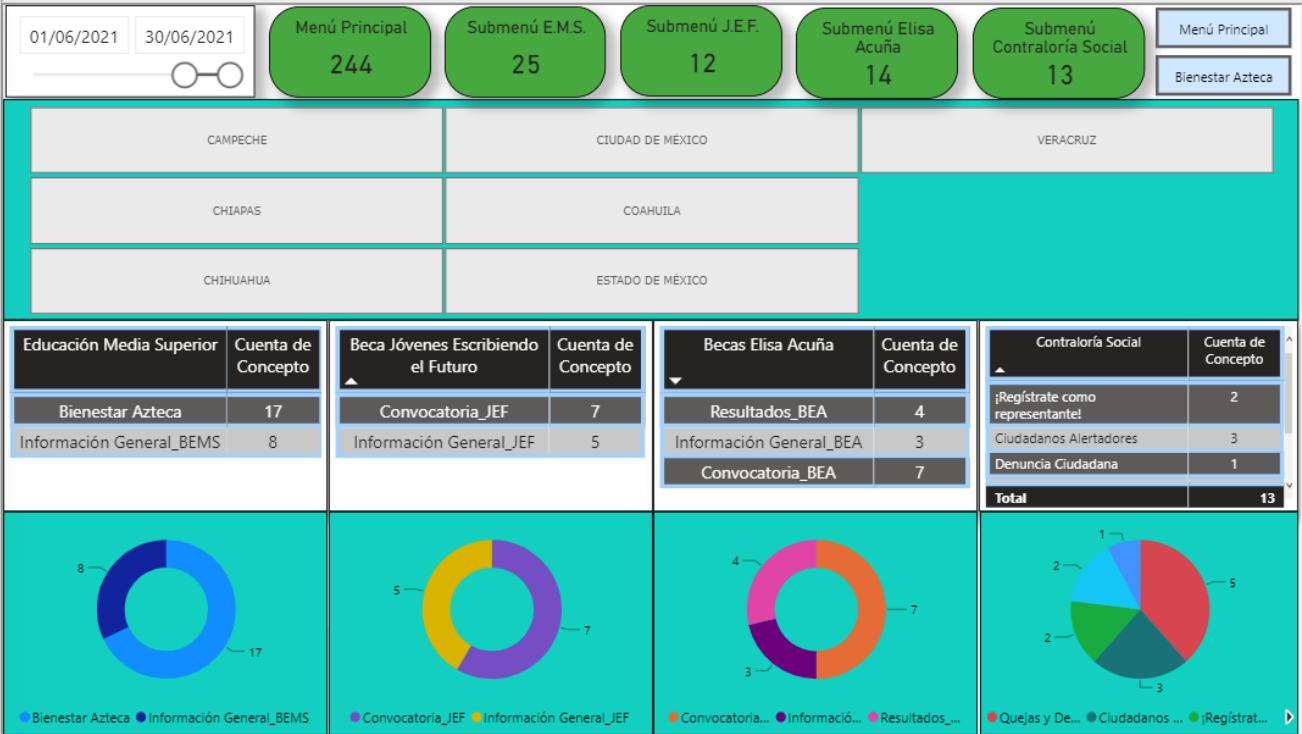 01/06/2021 30/06/2021
Menú Principal
244
Submenú E.M.S.
25
Submenú J.E.F.
12
Submenú Elisa
Acuña
14
Submenú
Contraloría Social
13
Menú Principal
Bienestar Azteca
CAMPECHE
CIUDAD DE MÉXICO
VERACRUZ
CHIAPAS
COAHUILA
CHIHUAHUA
ESTADO DE MÉXICO
Educación Media Superior Cuenta de
Concepto
Bienestar Azteca 17
Información General_BEMS 8
Beca Jóvenes Escribiendo Cuenta de
el Futuro Concepto
Convocatoria_JEF 7
Información General_JEF 5
Becas Elisa Acuña Cuenta de
Concepto
Resultados_BEA 4
Información General_BEA 3
Convocatoria_BEA 7
Contraloría Social Cuenta de
Concepto
¡Regístrate como 2
representante!
Ciudadanos Alertadores 3
Denuncia Ciudadana 1
Total 13
8
17
Bienestar Azteca Información General_BEMS
5
7
Convocatoria_JEF Información General_JEF
4
7
3
Convocatoria... Informació... Resultados_...
1
2
5
2
3
Quejas y De... Ciudadanos ... ¡Registrat...